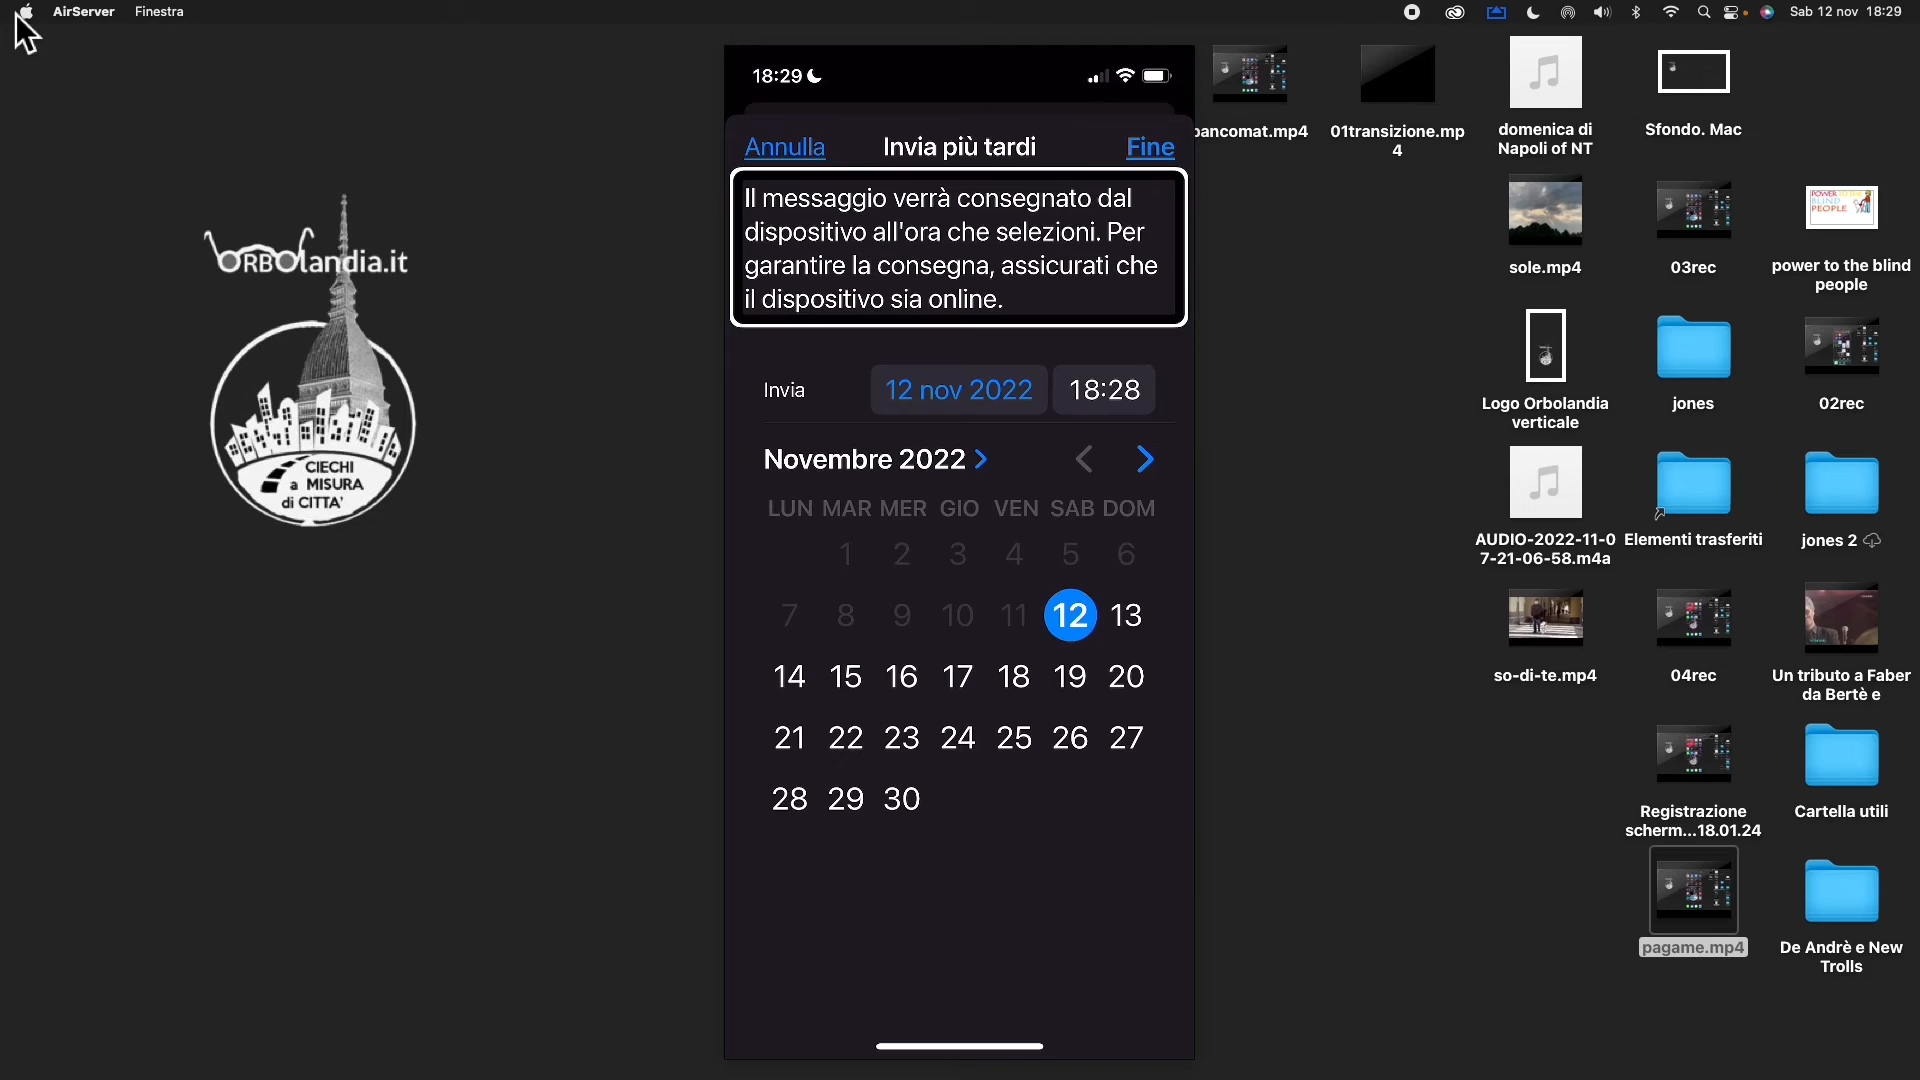 AirServer Finestra
Sab 12 nov 18:29
18:29
Annulla
Invia più tardi
Fine
Il messaggio verrà consegnato dal
dispositivo all'ora che selezioni. Per
garantire la consegna, assicurati che
il dispositivo sia online.
Invia
12 nov 2022
18:28
Novembre 2022
LUN MAR MER GIO VEN SAB DOM
1 2 3 4 5 6
7 8 9 10 11 12 13
14 15 16 17 18 19 20
21 22 23 24 25 26 27
28 29 30
ORBOlandia.it
CIECHI
a MISURA
di CITTA'
bancomat.mp4
01transizione.mp
4
domenica di
Napoli of NT
Sfondo. Mac
sole.mp4
03rec
POWER TO THE
BLIND
PEOPLE
power to the blind
people
Logo Orbolandia
verticale
jones
02rec
AUDIO-2022-11-0
7-21-06-58.m4a
Elementi trasferiti
jones 2
so-di-te.mp4
04rec
Un tributo a Faber
da Bertè e
Registrazione
scherm...18.01.24
Cartella utili
pagame.mp4
De Andrè e New
Trolls